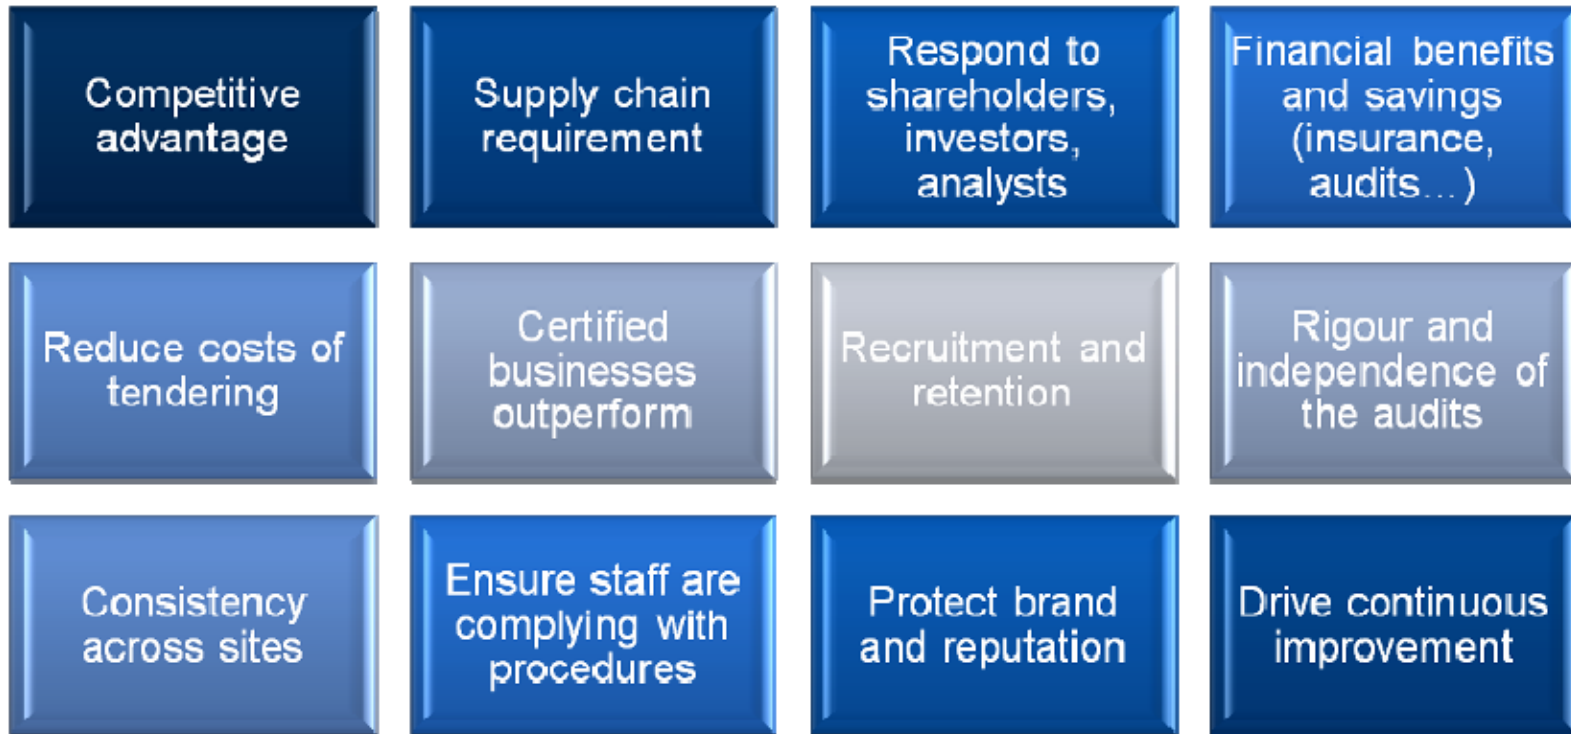 Competitive
advantage
Supply chain
requirement
Respond to
shareholders,
investors,
analysts
Financial benefits
and savings
(insurance,
audits...)
Reduce costs of
tendering
Certified
businesses
outperform
Recruitment and
retention
Rigour and
independence of
the audits
Consistency
across sites
Ensure staff are
complying with
procedures
Protect brand
and reputation
Drive continuous
improvement